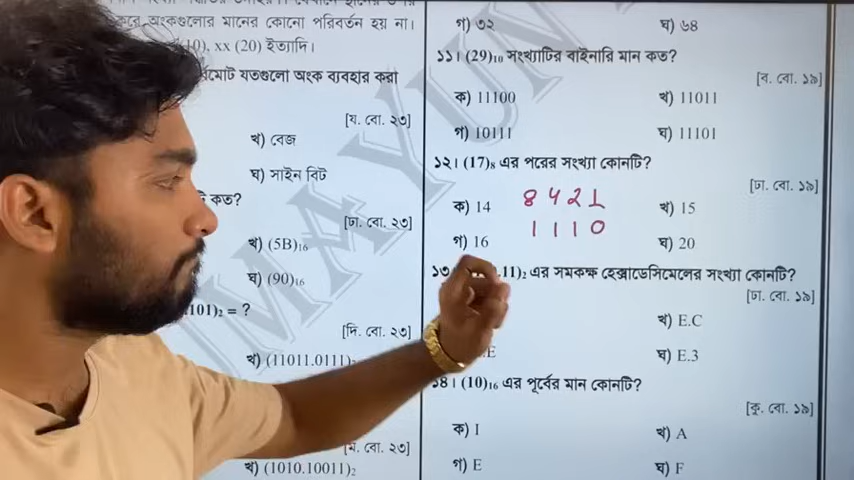 করে, অংকগুলোর মানের কোনো পরিবর্তন হয় না।
xx (20) ইত্যাদি।
যতগুলো অংক ব্যবহার করা
[য. বো. ২৩]
খ) বেজ
ঘ) সাইন বিট
কত?
[ঢা. বো. ২৩]
খ) (5B)₁₆
ঘ) (90)₁₆
101)₂ = ?
[দি. বো. ২৩]
খ) (11011.0111)₂
বো. ২৩]
খ) (1010.10011)₂
গ) ৩২
ঘ) ৬৪
১১। (29)₁₀ সংখ্যাটির বাইনারি মান কত?
[ব. বো. ১৯]
ক) 11100
খ) 11011
গ) 10111
ঘ) 11101
১২। (17)₈ এর পরের সংখ্যা কোনটি?
[ঢা. বো. ১৯]
ক) 14
8 4 2 1
খ) 15
গ) 16
1 1 1 0
ঘ) 20
.11)₂ এর সমকক্ষ হেক্সাডেসিমেলের সংখ্যা কোনটি?
[ঢা. বো. ১৯]
খ) E.C
ঘ) E.3
১৪। (10)₁₆ এর পূর্বের মান কোনটি?
[কু. বো. ১৯]
ক) 1
খ) A
গ) E
ঘ) F